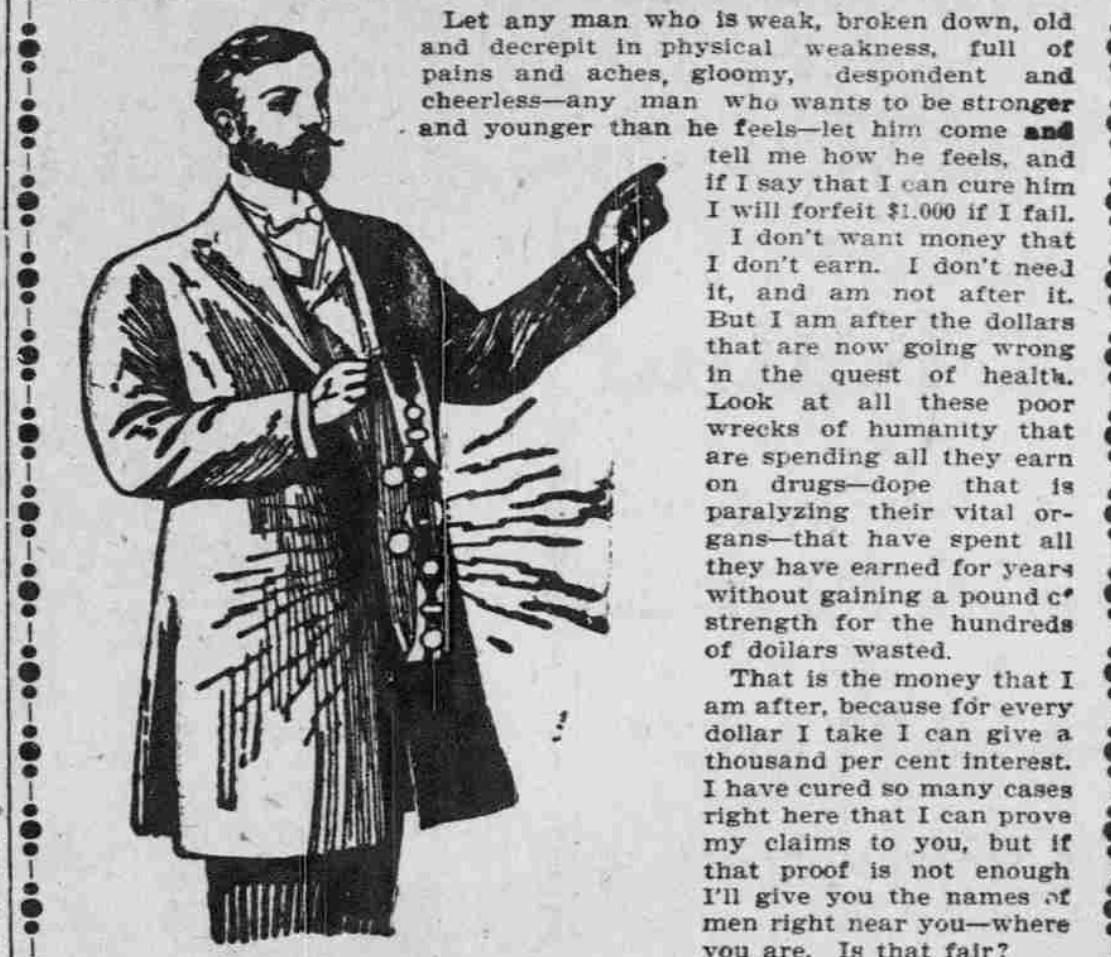 Let any man who is weak, broken down, old
and decrepit in physical weakness, full of
pains and aches, gloomy, despondent and
cheerless—any man who wants to be stronger
and younger than he feels—let him come and
tell me how he feels, and
if I say that I can cure him
I will forfeit $1.000 if I fail.
I don't want money that
I don't earn. I don't need
it, and am not after it.
But I am after the dollars
that are now going wrong
in the quest of health.
Look at all these poor
wrecks of humanity that
are spending all they earn
on drugs—dope that is
paralyzing their vital or-
gans—that have spent all
they have earned for years
without gaining a pound
strength for the hundreds
of dollars wasted.
That is the money that I
am after, because for every
dollar I take I can give a
thousand per cent interest.
I have cured so many cases
right here that I can prove
my claims to you, but if
that proof is not enough
I'll give you the names of
men right near you—where
you are. Is that fair?